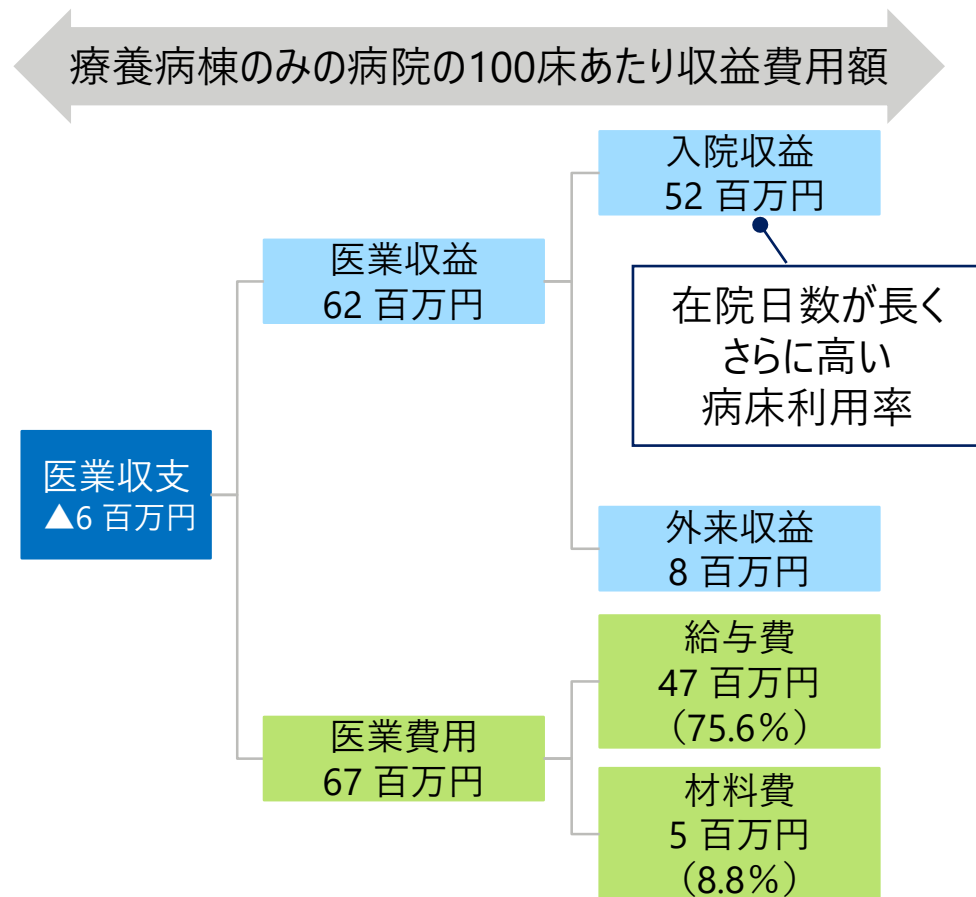 療養病棟のみの病院の100床あたり収益費用額
入院収益
52 百万円
医業収益
62 百万円
在院日数が長く
さらに高い
病床利用率
医業収支
▲6 百万円
外来収益
8 百万円
給与費
47 百万円
（75.6％）
医業費用
67 百万円
材料費
5 百万円
（8.8％）